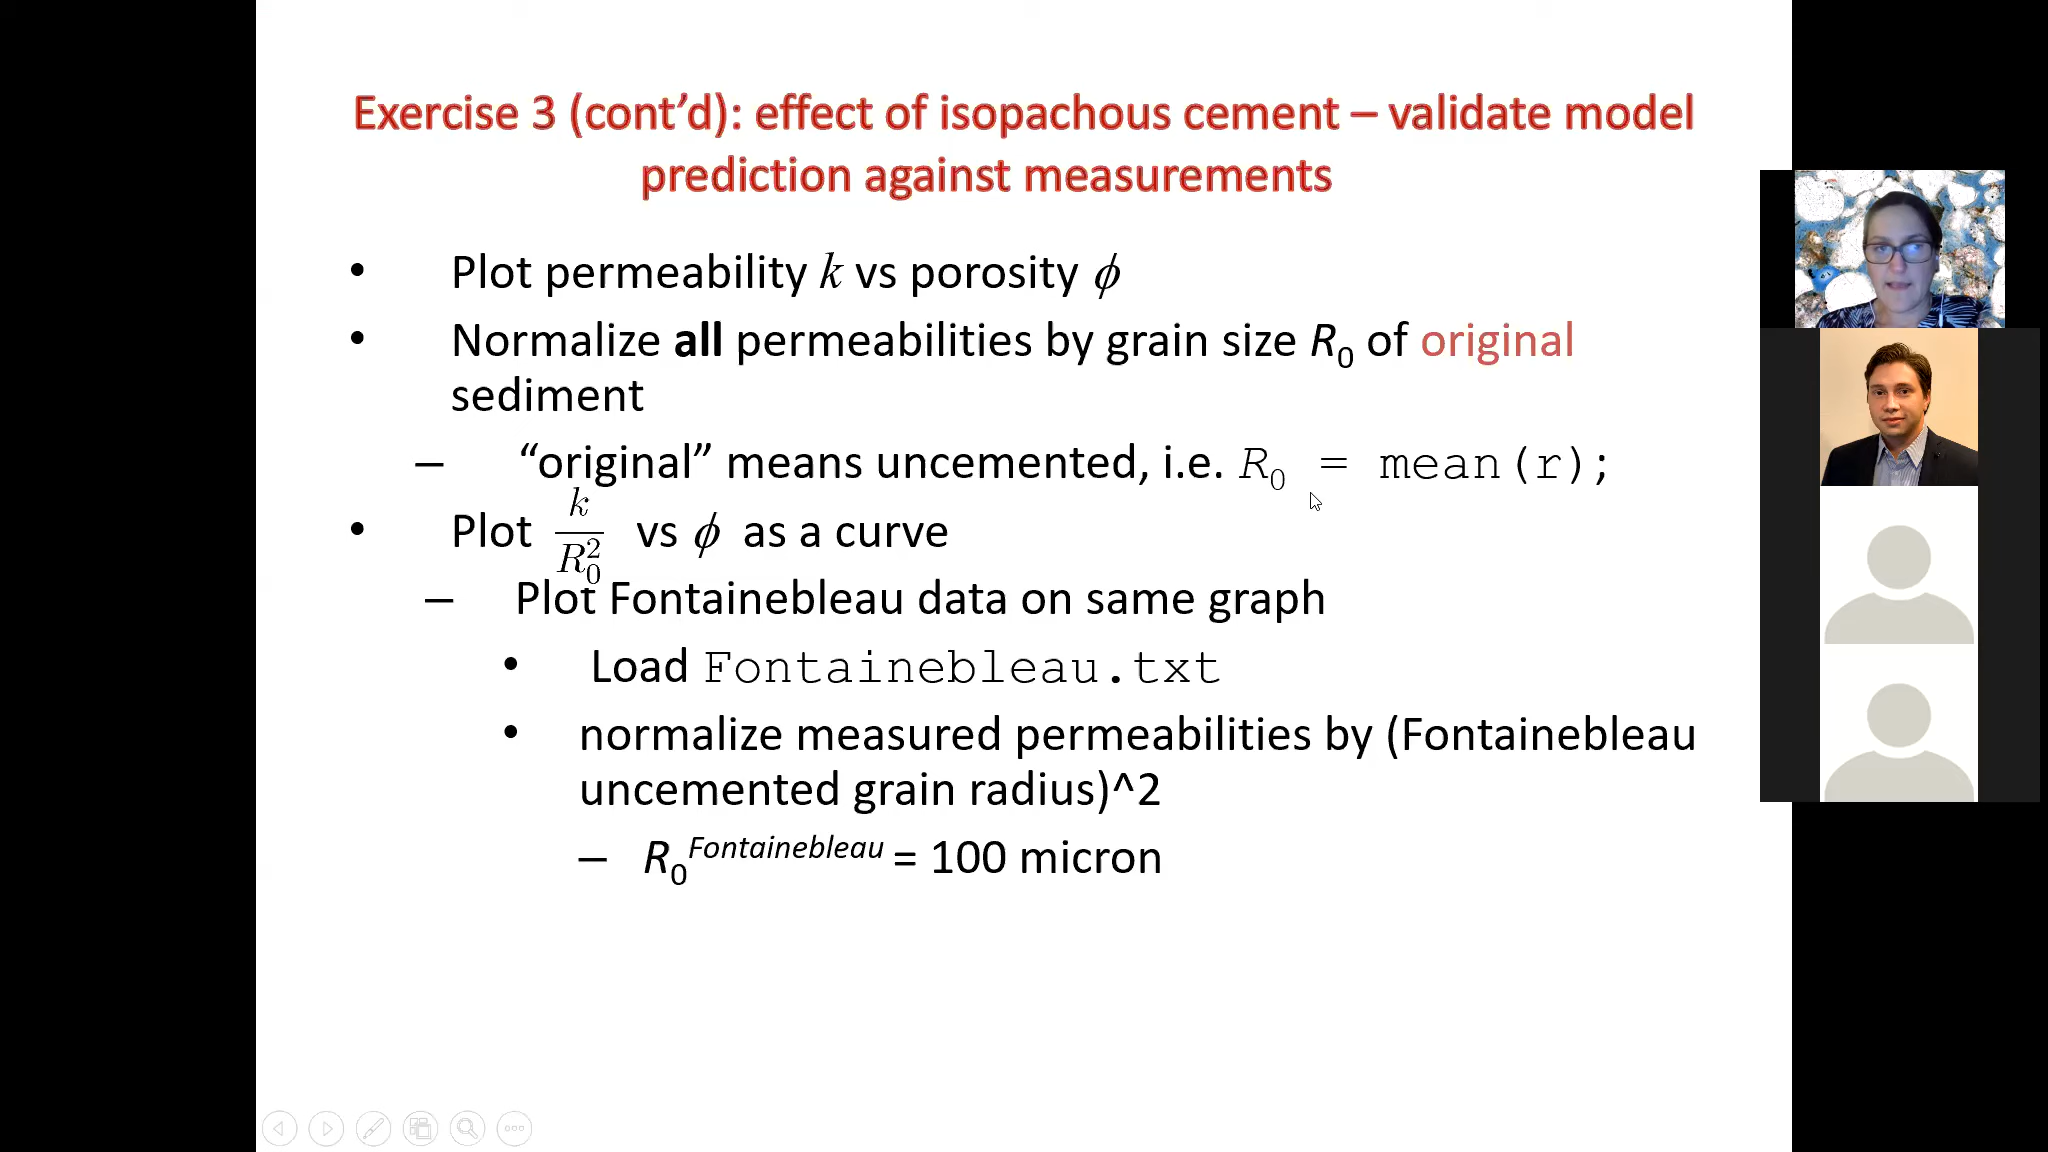 Exercise 3 (cont’d): effect of isopachous cement – validate model
prediction against measurements
• Plot permeability k vs porosity ϕ
• Normalize all permeabilities by grain size R₀ of original
sediment
– “original” means uncemented, i.e. R₀ = mean(r);
• Plot k/R₀² vs ϕ as a curve
– Plot Fontainebleau data on same graph
• Load Fontainebleau.txt
• normalize measured permeabilities by (Fontainebleau
uncemented grain radius)^2
– R₀^Fontainebleau = 100 micron